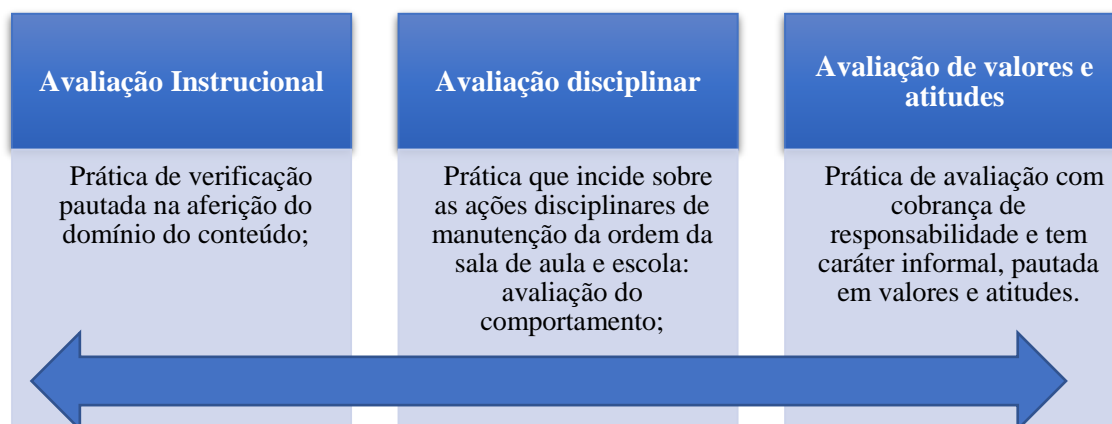 Avaliação Instrucional
Prática de verificação
pautada na aferição do
domínio do conteúdo;
Avaliação disciplinar
Prática que incide sobre
as ações disciplinares de
manutenção da ordem da
sala de aula e escola:
avaliação do
comportamento;
Avaliação de valores e
atitudes
Prática de avaliação com
cobrança de
responsabilidade e tem
caráter informal, pautada
em valores e atitudes.